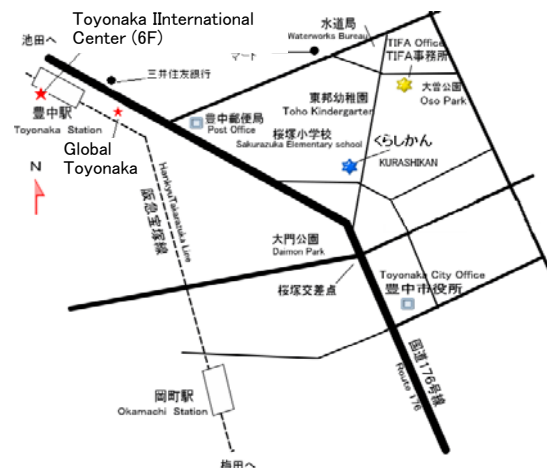 Toyonaka IInternational
Center (6F)
池田へ
水道局
Waterworks Bureau
マート
三井住友銀行
TIFA Office
TIFA事務所
大曽公園
Oso Park
豊中駅
Toyonaka Station
豊中郵便局
Post Office
東邦幼稚園
Toho Kindergarten
桜塚小学校
Sakurazuka Elementary school
くらしかん
KURASHIKAN
Global
Toyonaka
N
HankyuTakarazuka Line
阪急宝塚線
大門公園
Daimon Park
Toyonaka City Office
豊中市役所
桜塚交差点
国道176号線
Route 176
岡町駅
Okamachi Station
梅田へ